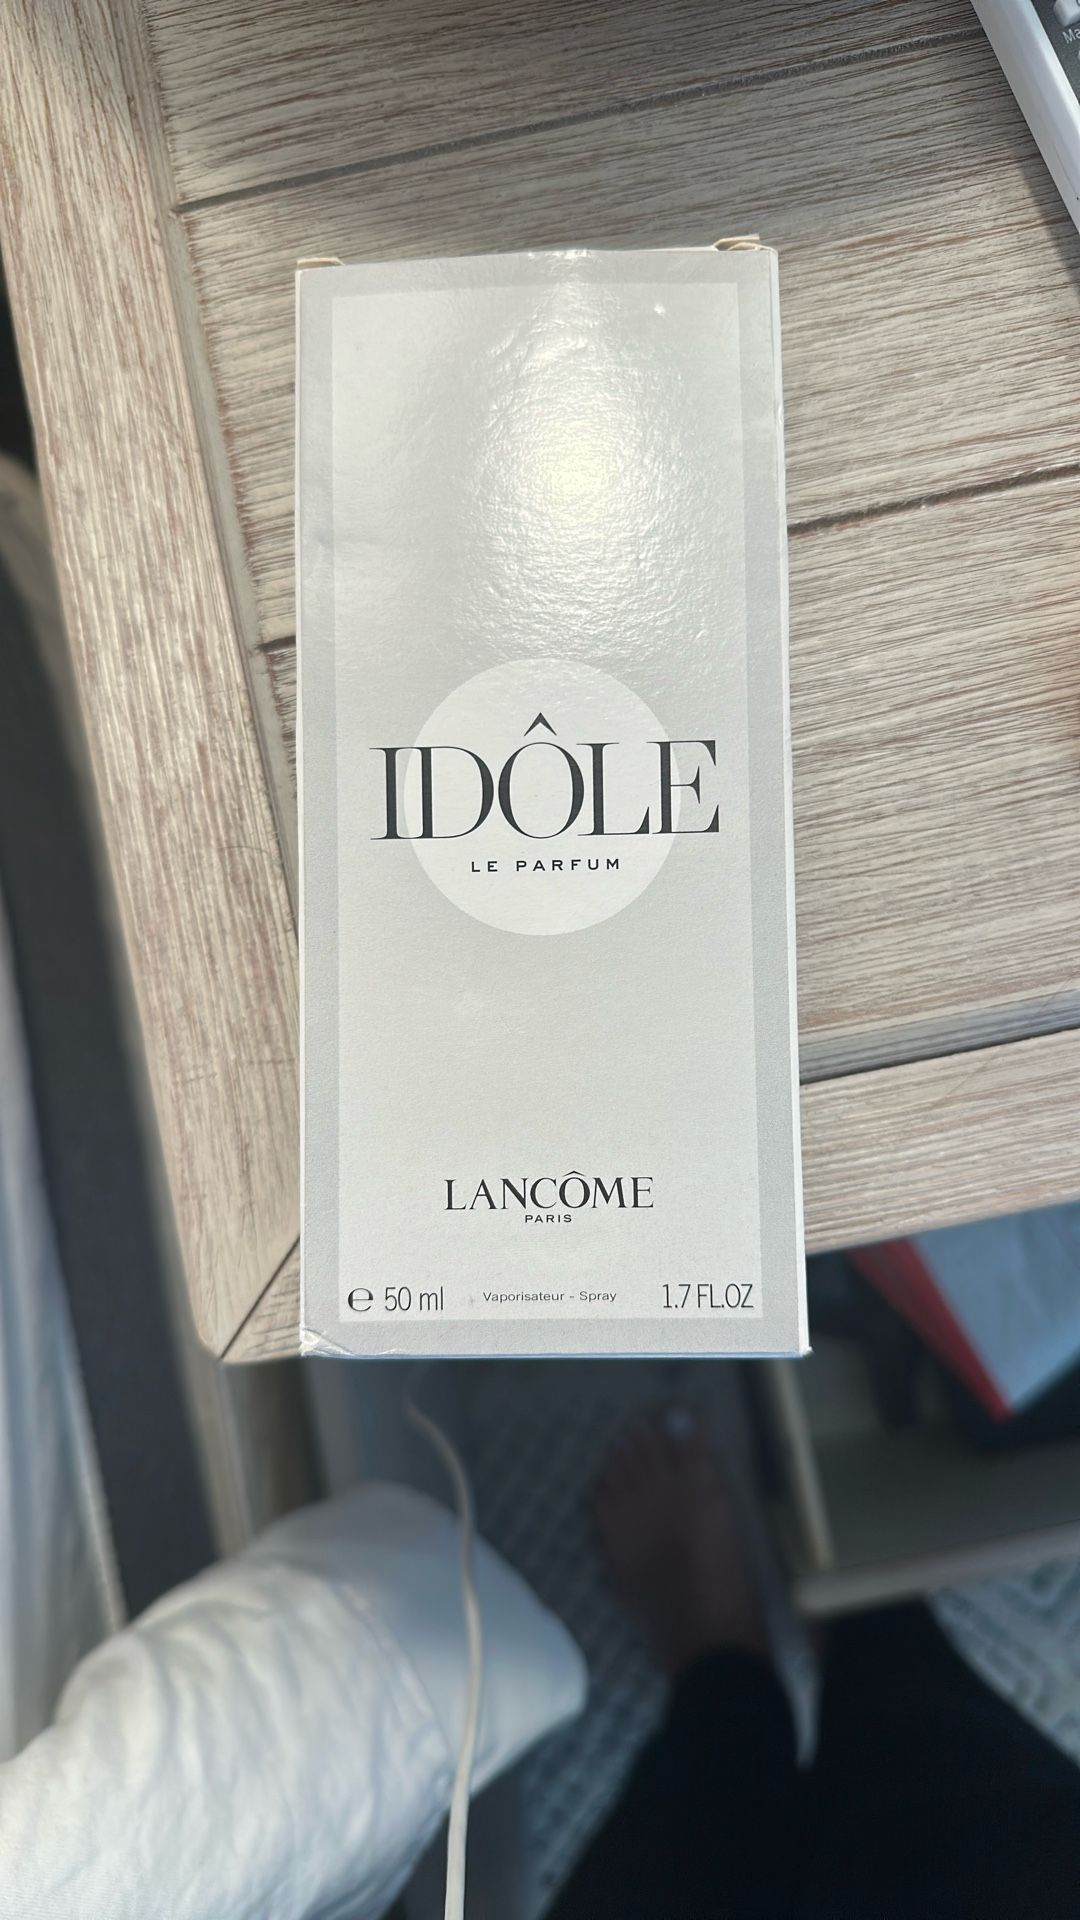 IDÔLE
LE PARFUM
LANCÔME
PARIS
℮ 50 ml Vaporisateur - Spray 1.7 FL.OZ